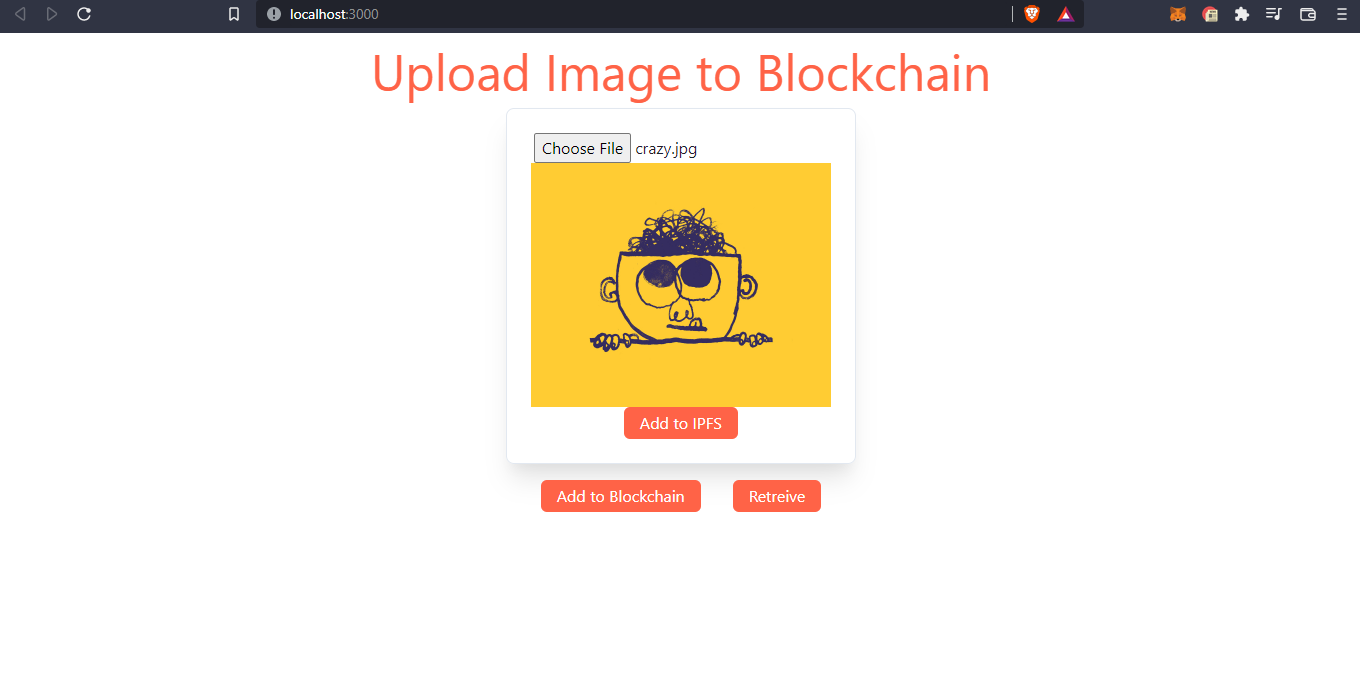 localhost:3000
Upload Image to Blockchain
Choose File crazy.jpg
Add to IPFS
Add to Blockchain Retreive